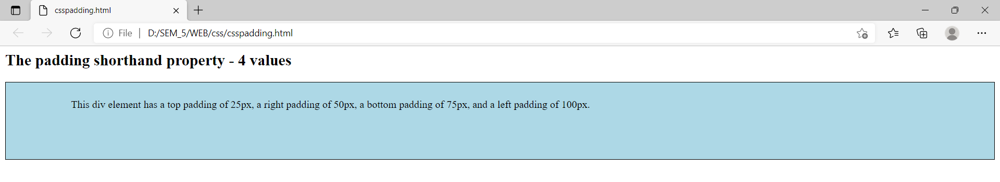 csspadding.html
File D:/SEM_5/WEB/css/csspadding.html
The padding shorthand property - 4 values
This div element has a top padding of 25px, a right padding of 50px, a bottom padding of 75px, and a left padding of 100px.